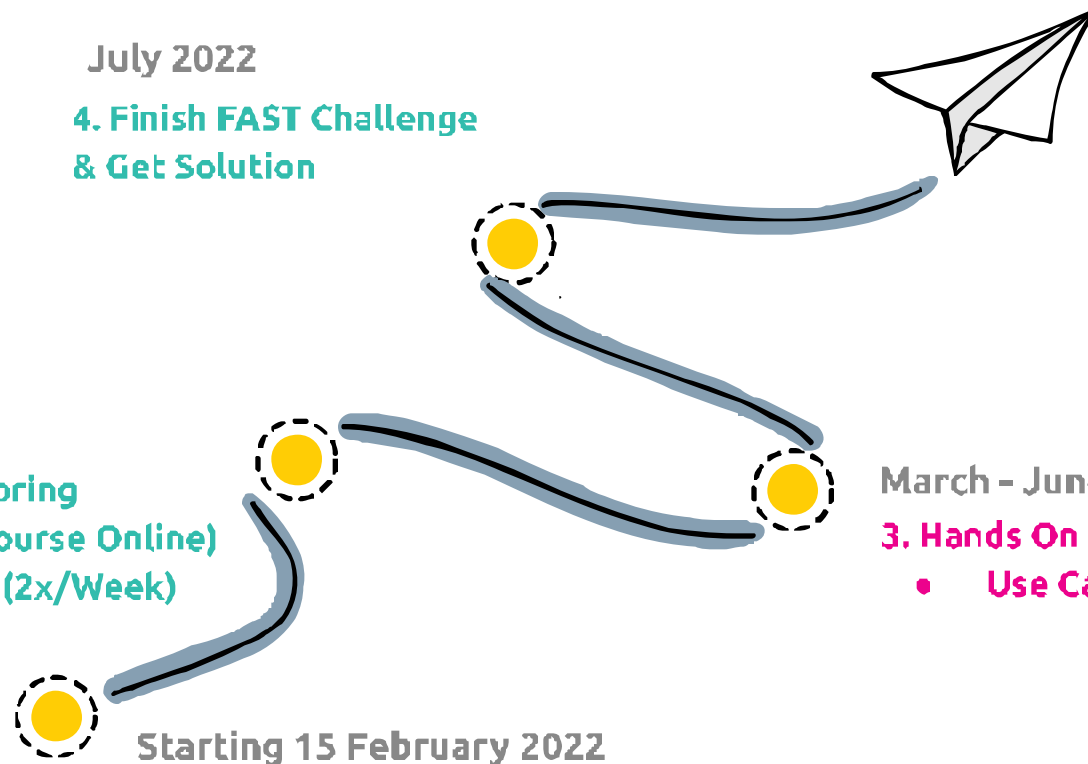 July 2022
4. Finish FAST Challenge
& Get Solution
oring
ourse Online)
(2x/Week)
March - Jun
3. Hands On
• Use Ca
Starting 15 February 2022